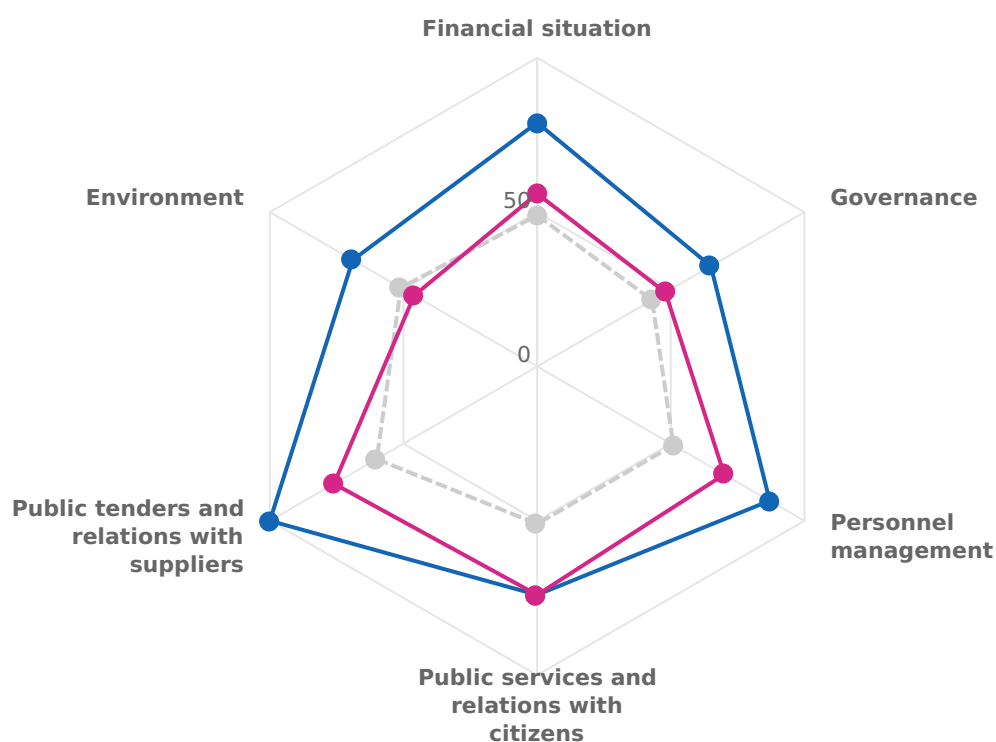 Financial situation
Environment
50
Governance
0
Public tenders and
relations with
suppliers
Personnel
management
Public services and
relations with
citizens